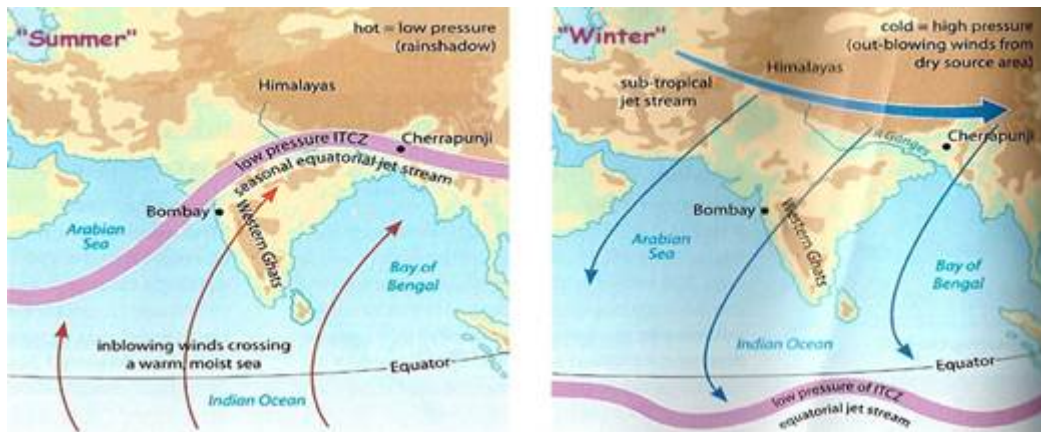 "Summer"
hot = low pressure
(rainshadow)
Himalayas
low pressure ITCZ
Cherrapunji
seasonal equatorial jet stream
Bombay
Western Ghats
Arabian
Sea
Bay of
Bengal
inblowing winds crossing
a warm, moist sea
Equator
Indian Ocean
"Winter"
cold = high pressure
(out-blowing winds from
dry source area)
Himalayas
sub-tropical
jet stream
R Ganges
Cherrapunji
Bombay
Western Ghats
Arabian
Sea
Bay of
Bengal
Indian Ocean
Equator
low pressure of ITCZ
equatorial jet stream